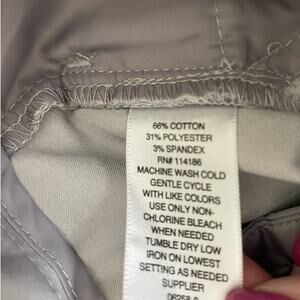 66% COTTON
31% POLYESTER
3% SPANDEX
RN# 114186
MACHINE WASH COLD
GENTLE CYCLE
WITH LIKE COLORS
USE ONLY NON-
CHLORINE BLEACH
WHEN NEEDED
TUMBLE DRY LOW
IRON ON LOWEST
SETTING AS NEEDED
SUPPLIER